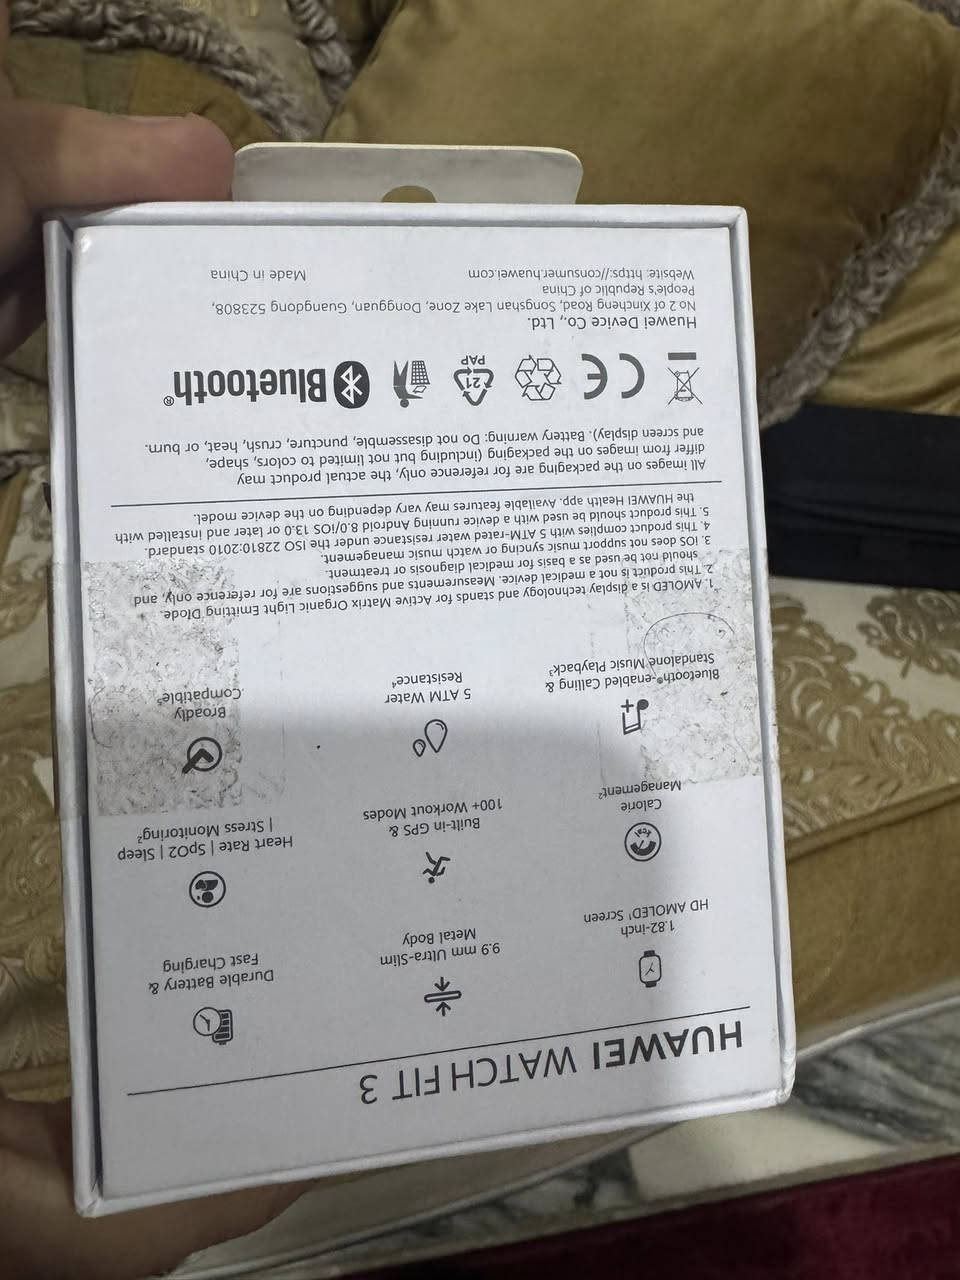 HUAWEI WATCH FIT 3
1.82-inch
HD AMOLED¹ Screen
9.9 mm Ultra-Slim
Metal Body
Durable Battery &
Fast Charging
Calorie
Management²
Built-in GPS &
100+ Workout Modes
Heart Rate | SpO2 | Sleep
| Stress Monitoring²
Bluetooth®-enabled Calling &
Standalone Music Playback³
5 ATM Water
Resistance⁴
Broadly
Compatible⁵
1. AMOLED is a display technology and stands for Active Matrix Organic Light Emitting Diode.
2. This product is not a medical device. Measurements and suggestions are for reference only, and
should not be used as a basis for medical diagnosis or treatment.
3. iOS does not support music syncing or watch music management.
4. This product complies with 5 ATM-rated water resistance under the ISO 22810:2010 standard.
5. This product should be used with a device running Android 8.0/iOS 13.0 or later and installed with
the HUAWEI Health app. Available features may vary depending on the device model.
All images on the packaging are for reference only, the actual product may
differ from images on the packaging (including but not limited to colors, shape,
and screen display). Battery warning: Do not disassemble, puncture, crush, heat, or burn.
CE
21
PAP
Bluetooth®
Huawei Device Co., Ltd.
No.2 of Xincheng Road, Songshan Lake Zone, Dongguan, Guangdong 523808,
People's Republic of China
Website: https://consumer.huawei.com
Made in China